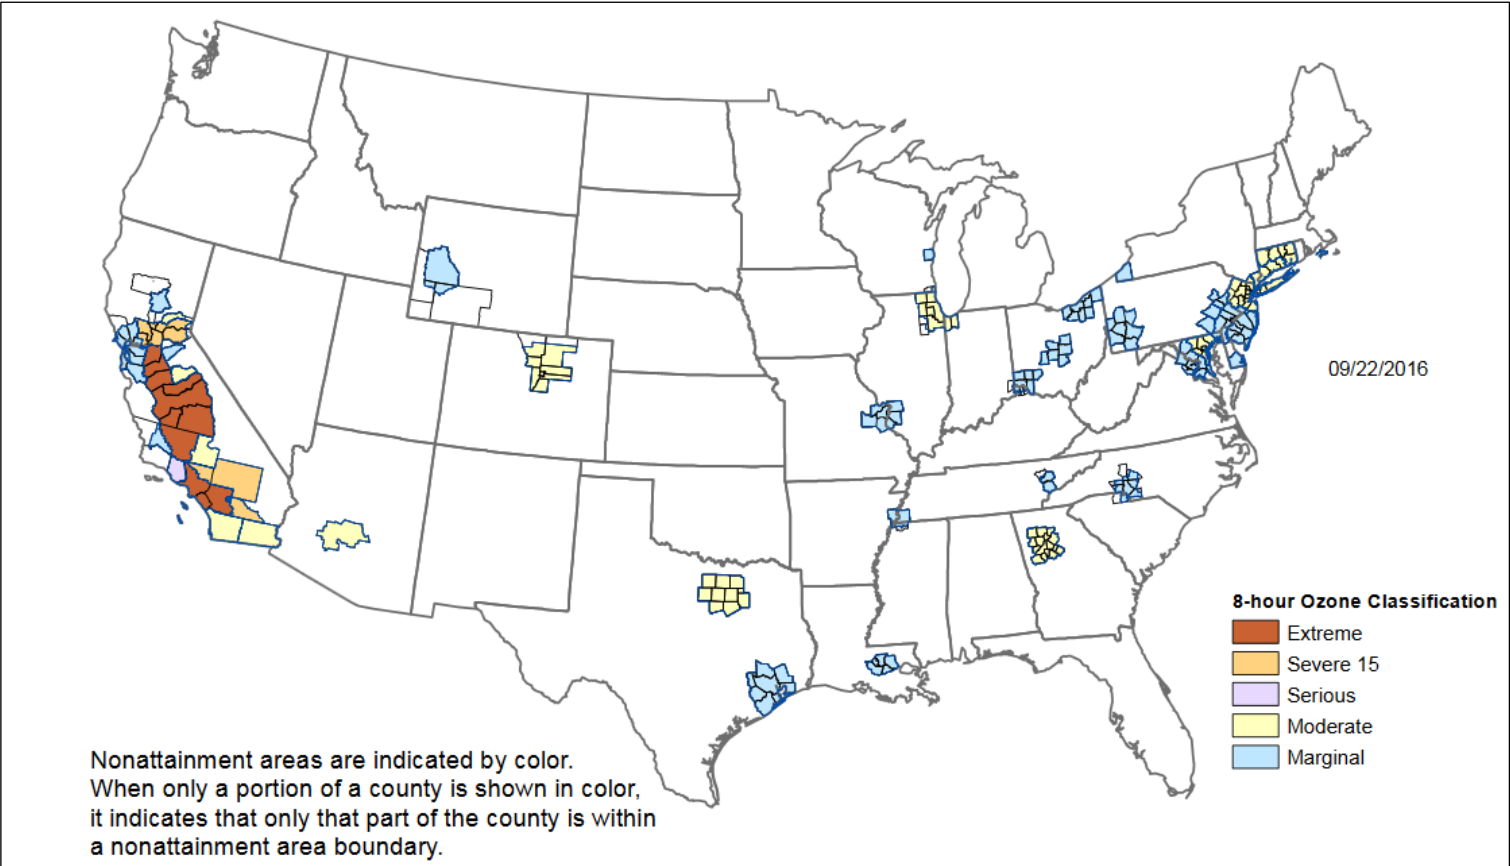 09/22/2016
8-hour Ozone Classification
Extreme
Severe 15
Serious
Moderate
Marginal
Nonattainment areas are indicated by color.
When only a portion of a county is shown in color,
it indicates that only that part of the county is within
a nonattainment area boundary.